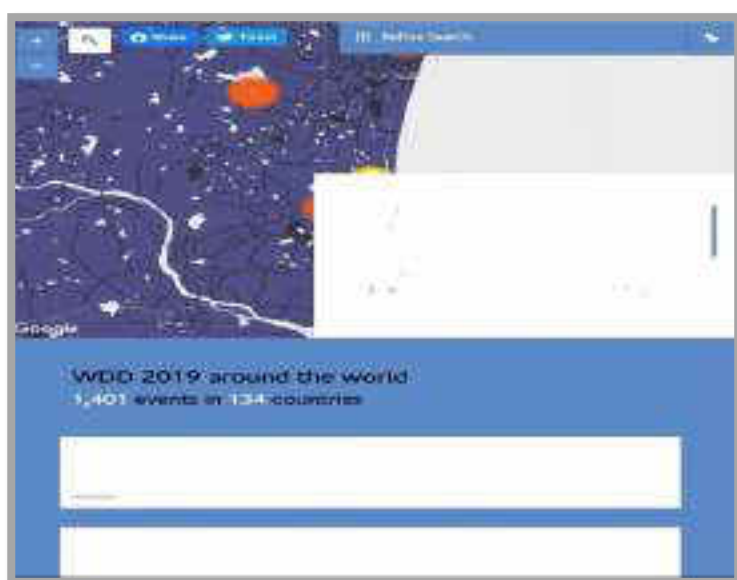 Share
Tweet
Refine Search
Google
WDD 2019 around the world
1,401 events in 134 countries